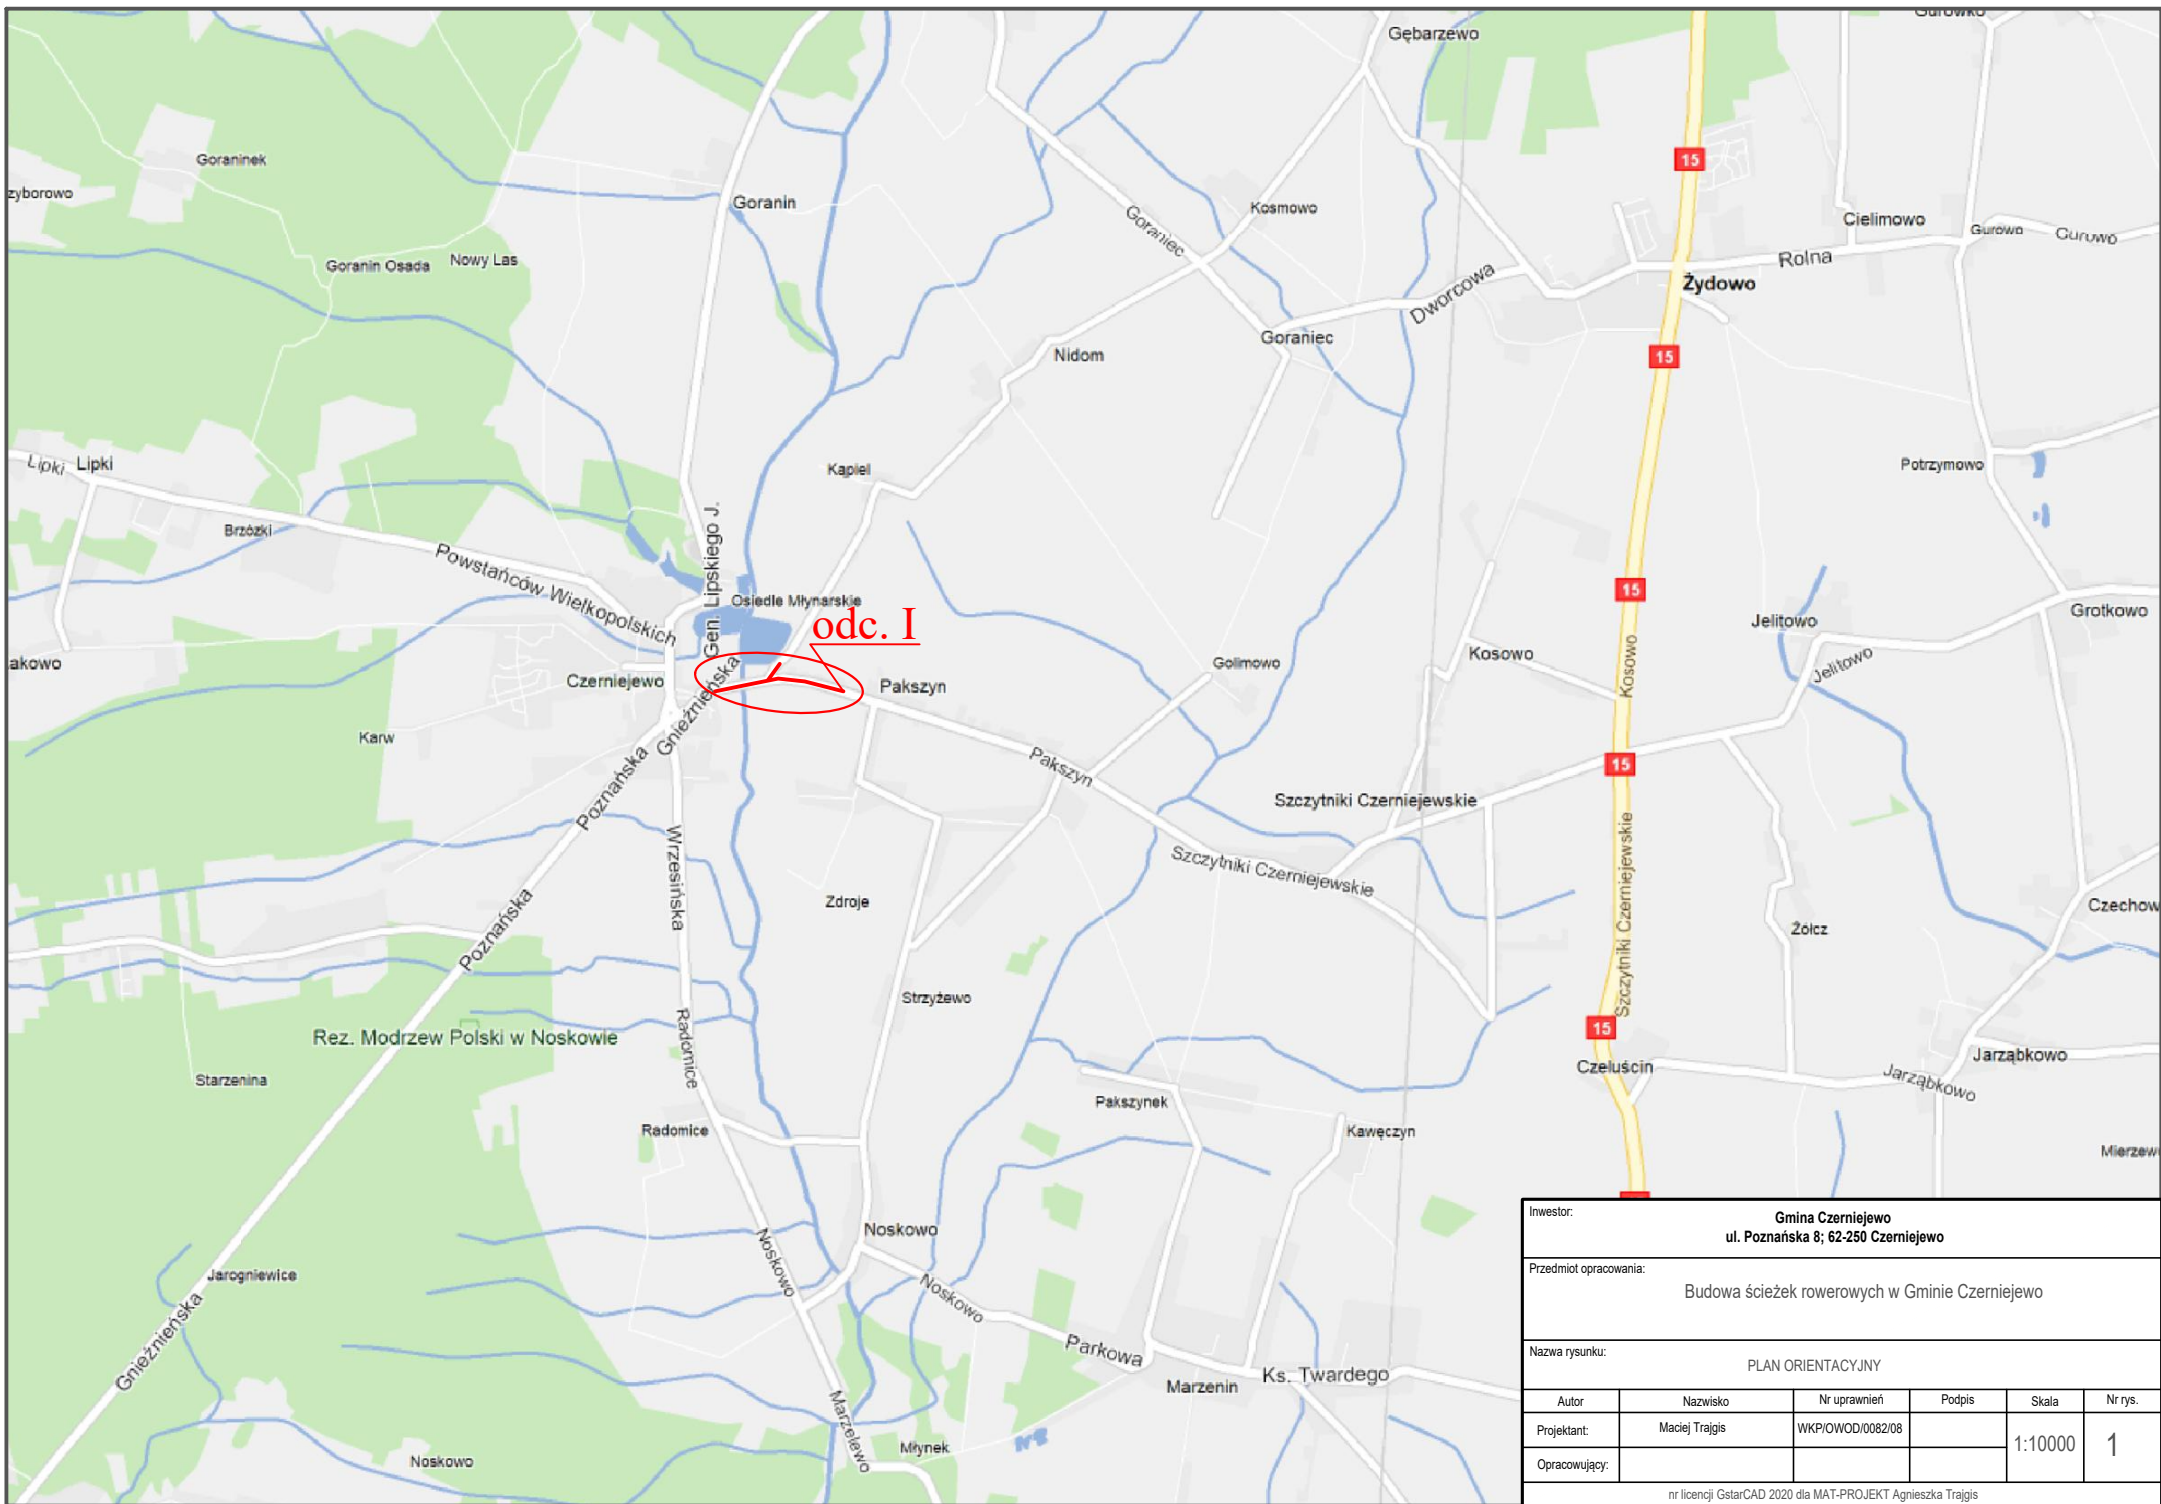 Gurowko
Gębarzewo
15
Goraninek
zyborowo
Goranin
Kosmowo
Goraniec
Cielimowo
Gurowo
Gurowo
Rolna
Goranin Osada
Nowy Las
Dworcowa
Żydowo
Goraniec
Nidom
15
Lipki
Lipki
Kąpiel
Potrzymowo
Brzózki
Powstańców Wielkopolskich
Gen. Lipskiego J.
Osiedle Młynarskie
15
Grotkowo
Jelitowo
odc. I
akowo
Czerniejewo
Gnieźnieńska
Pakszyn
Golimowo
Kosowo
Kosowo
Jelitowo
Karw
Poznańska
Pakszyn
15
Szczytniki Czerniejewskie
Wrzesińska
Szczytniki Czerniejewskie
Szczytniki Czerniejewskie
Poznańska
Zdroje
Czechow
Żółcz
Strzyżewo
Radomice
15
Rez. Modrzew Polski w Noskowie
Starzenina
Czeluścin
Jarząbkowo
Jarząbkowo
Pakszynek
Radomice
Kawęczyn
Mierzew
Noskowo
Noskowo
Jarogniewice
Noskowo
Gnieźnieńska
Parkowa
Marzenin
Ks. Twardego
Marzelewo
Młynek
Noskowo
Inwestor:
Gmina Czerniejewo
ul. Poznańska 8; 62-250 Czerniejewo
Przedmiot opracowania:
Budowa ścieżek rowerowych w Gminie Czerniejewo
Nazwa rysunku:
PLAN ORIENTACYJNY
Autor Nazwisko Nr uprawnień Podpis Skala Nr rys.
Projektant: Maciej Trajgis WKP/OWOD/0082/08 1:10000 1
Opracowujący:
nr licencji GstarCAD 2020 dla MAT-PROJEKT Agnieszka Trajgis